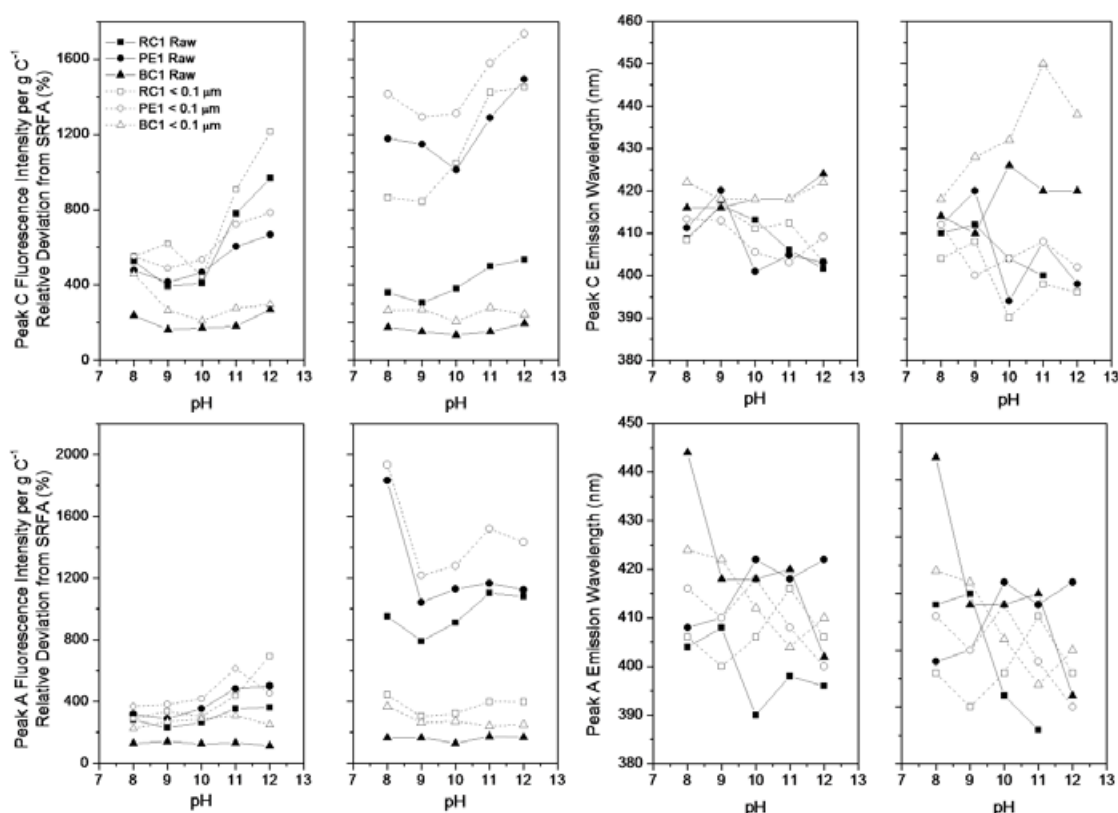 Peak C Fluorescence Intensity per g C⁻¹
Relative Deviation from SRFA (%)
1600
1200
800
400
0
RC1 Raw
PE1 Raw
BC1 Raw
RC1 < 0.1 μm
PE1 < 0.1 μm
BC1 < 0.1 μm
7 8 9 10 11 12 13
pH
7 8 9 10 11 12 13
pH
Peak C Emission Wavelength (nm)
460
450
440
430
420
410
400
390
380
7 8 9 10 11 12 13
pH
7 8 9 10 11 12 13
pH
Peak A Fluorescence Intensity per g C⁻¹
Relative Deviation from SRFA (%)
2000
1600
1200
800
400
0
7 8 9 10 11 12 13
pH
7 8 9 10 11 12 13
pH
Peak A Emission Wavelength (nm)
450
440
430
420
410
400
390
380
7 8 9 10 11 12 13
pH
7 8 9 10 11 12 13
pH